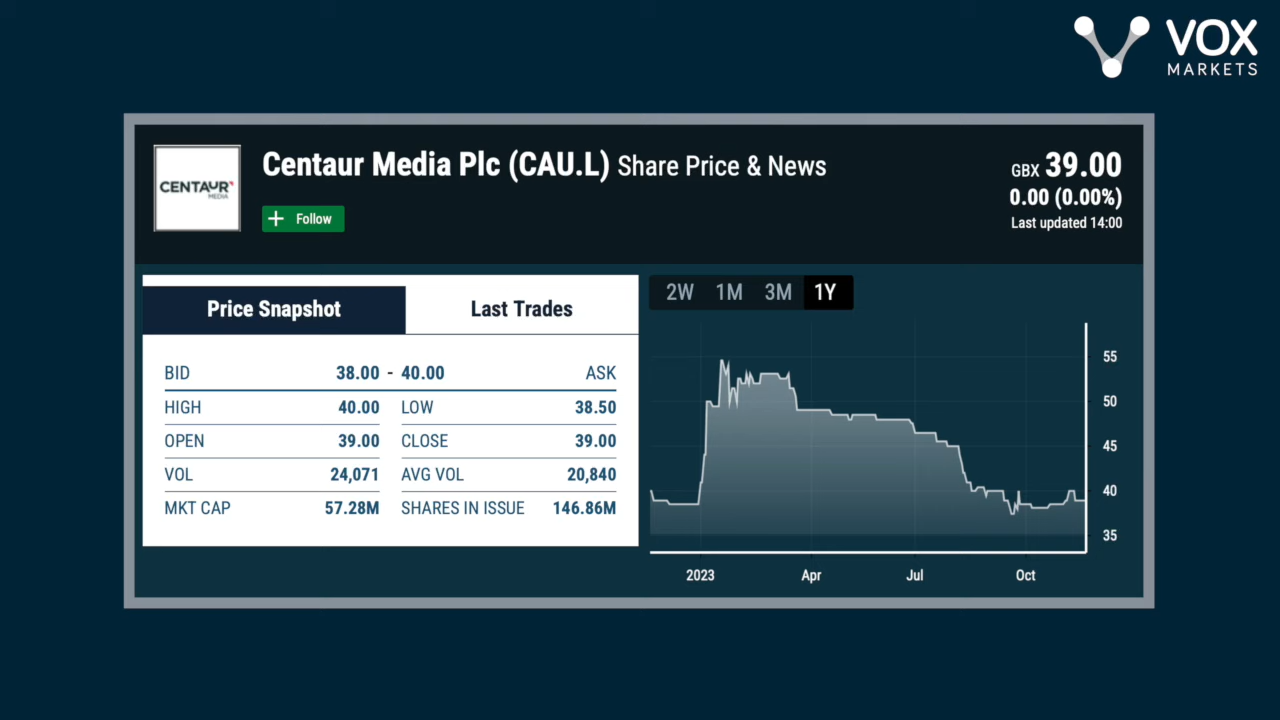 VOX
MARKETS
CENTAUR
MEDIA
Centaur Media Plc (CAU.L) Share Price & News
+ Follow
GBX 39.00
0.00 (0.00%)
Last updated 14:00
Price Snapshot
Last Trades
BID 38.00 - 40.00 ASK
HIGH 40.00 LOW 38.50
OPEN 39.00 CLOSE 39.00
VOL 24,071 AVG VOL 20,840
MKT CAP 57.28M SHARES IN ISSUE 146.86M
2W 1M 3M 1Y
55
50
45
40
35
2023 Apr Jul Oct